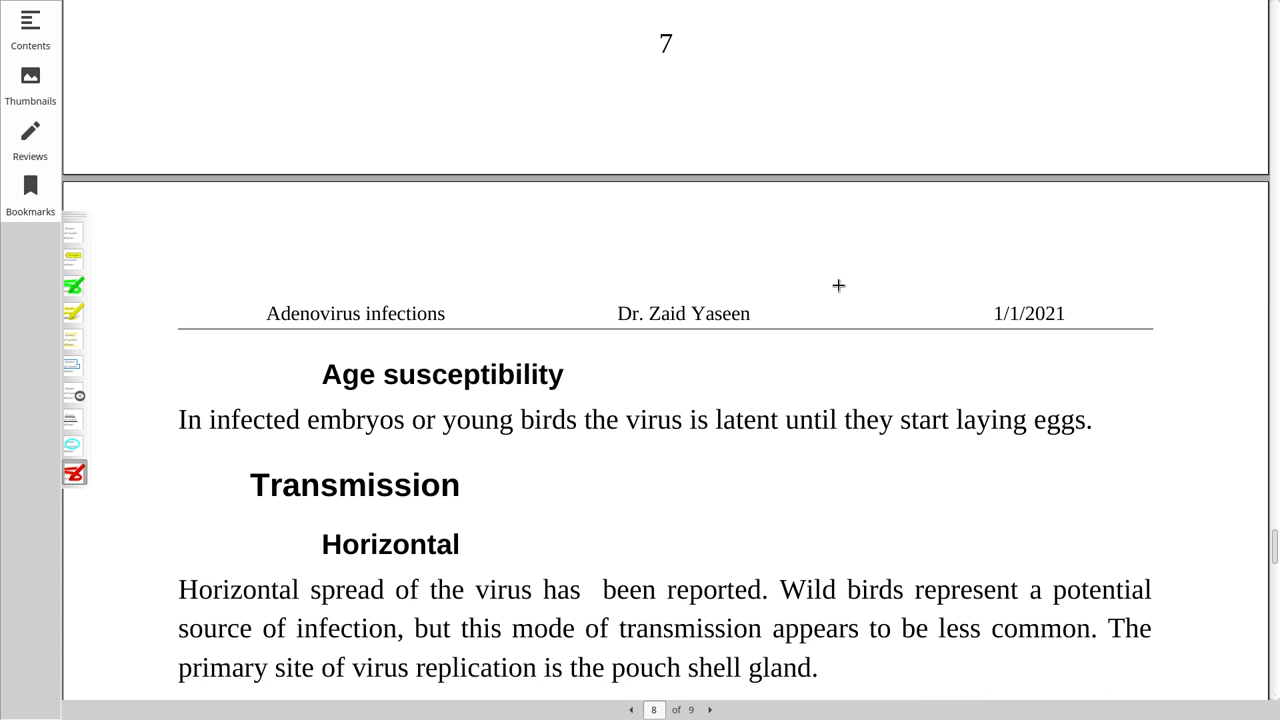 Contents
Thumbnails
Reviews
Bookmarks
7
Adenovirus infections Dr. Zaid Yaseen 1/1/2021
Age susceptibility
In infected embryos or young birds the virus is latent until they start laying eggs.
Transmission
Horizontal
Horizontal spread of the virus has  been reported. Wild birds represent a potential
source of infection, but this mode of transmission appears to be less common. The
primary site of virus replication is the pouch shell gland.
8 of 9